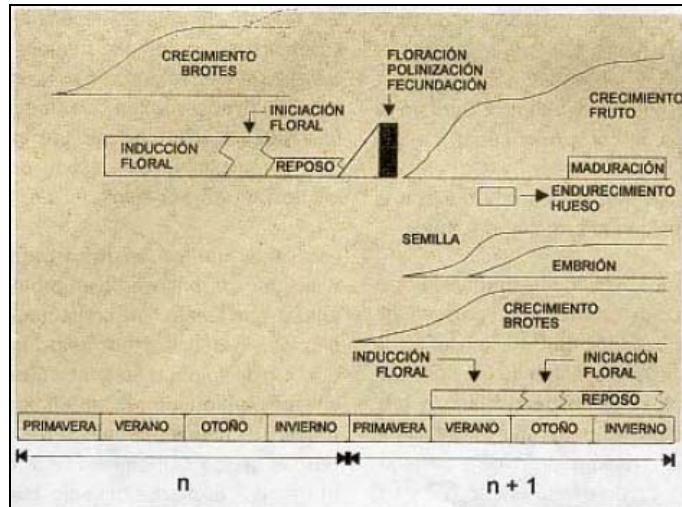 CRECIMIENTO
BROTES
FLORACIÓN
POLINIZACIÓN
FECUNDACIÓN
CRECIMIENTO
FRUTO
INICIACIÓN
FLORAL
INDUCCIÓN
FLORAL
REPOSO
MADURACIÓN
ENDURECIMIENTO
HUESO
SEMILLA
EMBRIÓN
CRECIMIENTO
BROTES
INDUCCIÓN
FLORAL
INICIACIÓN
FLORAL
REPOSO
PRIMAVERA VERANO OTOÑO INVIERNO PRIMAVERA VERANO OTOÑO INVIERNO
n n + 1